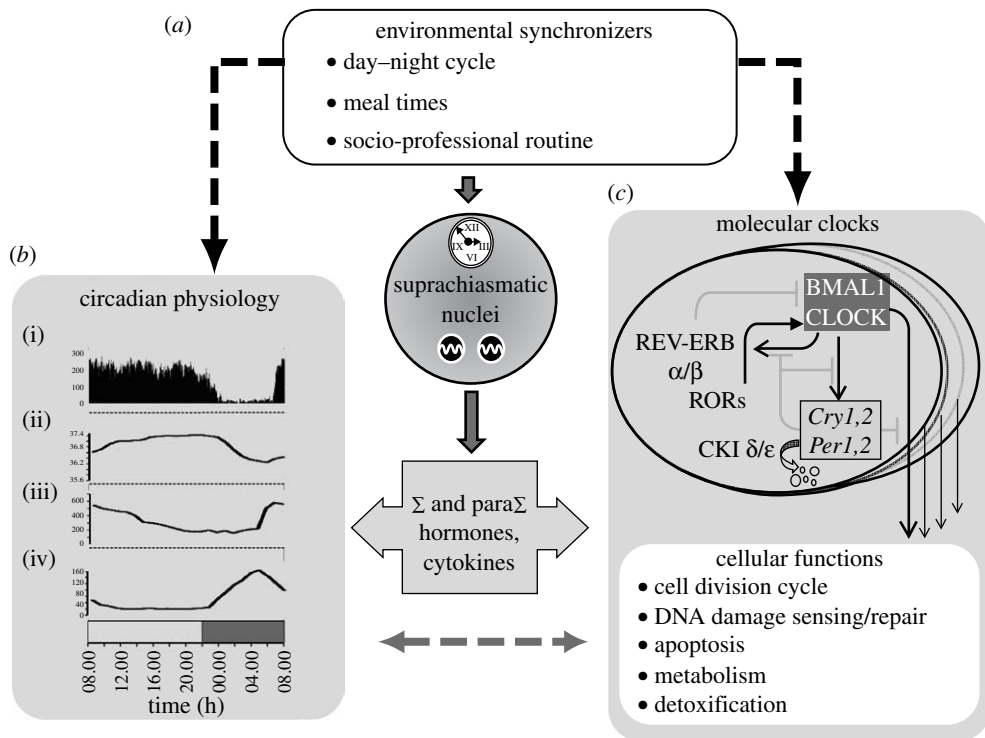 (a)
environmental synchronizers
• day–night cycle
• meal times
• socio-professional routine
XII
IX III
VI
suprachiasmatic
nuclei
Σ and paraΣ
hormones,
cytokines
(b)
circadian physiology
(i)
300
200
100
0
(ii)
37.4
36.8
36.2
35.6
(iii)
600
400
200
0
(iv)
160
120
80
40
0
08.00
12.00
16.00
20.00
00.00
04.00
08.00
time (h)
(c)
molecular clocks
BMAL1
CLOCK
REV-ERB
α/β
RORs
Cry1,2
Per1,2
CKI δ/ε
cellular functions
• cell division cycle
• DNA damage sensing/repair
• apoptosis
• metabolism
• detoxification